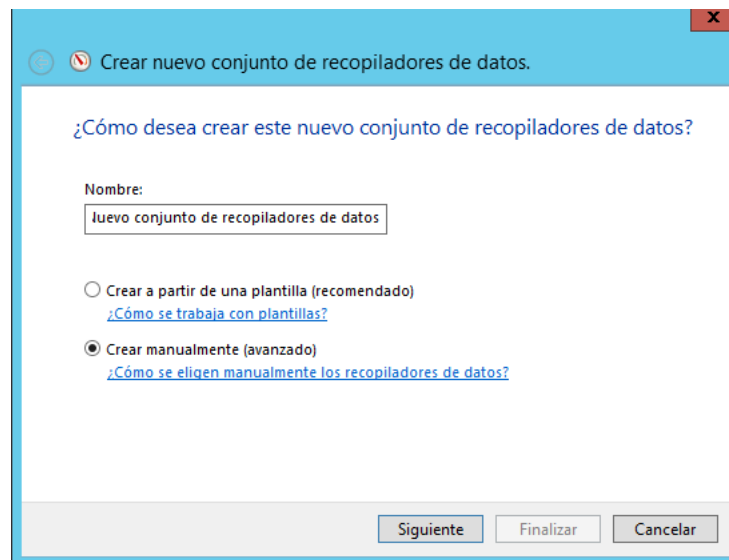 x
Crear nuevo conjunto de recopiladores de datos.
¿Cómo desea crear este nuevo conjunto de recopiladores de datos?
Nombre:
Nuevo conjunto de recopiladores de datos
Crear a partir de una plantilla (recomendado)
¿Cómo se trabaja con plantillas?
Crear manualmente (avanzado)
¿Cómo se eligen manualmente los recopiladores de datos?
Siguiente Finalizar Cancelar